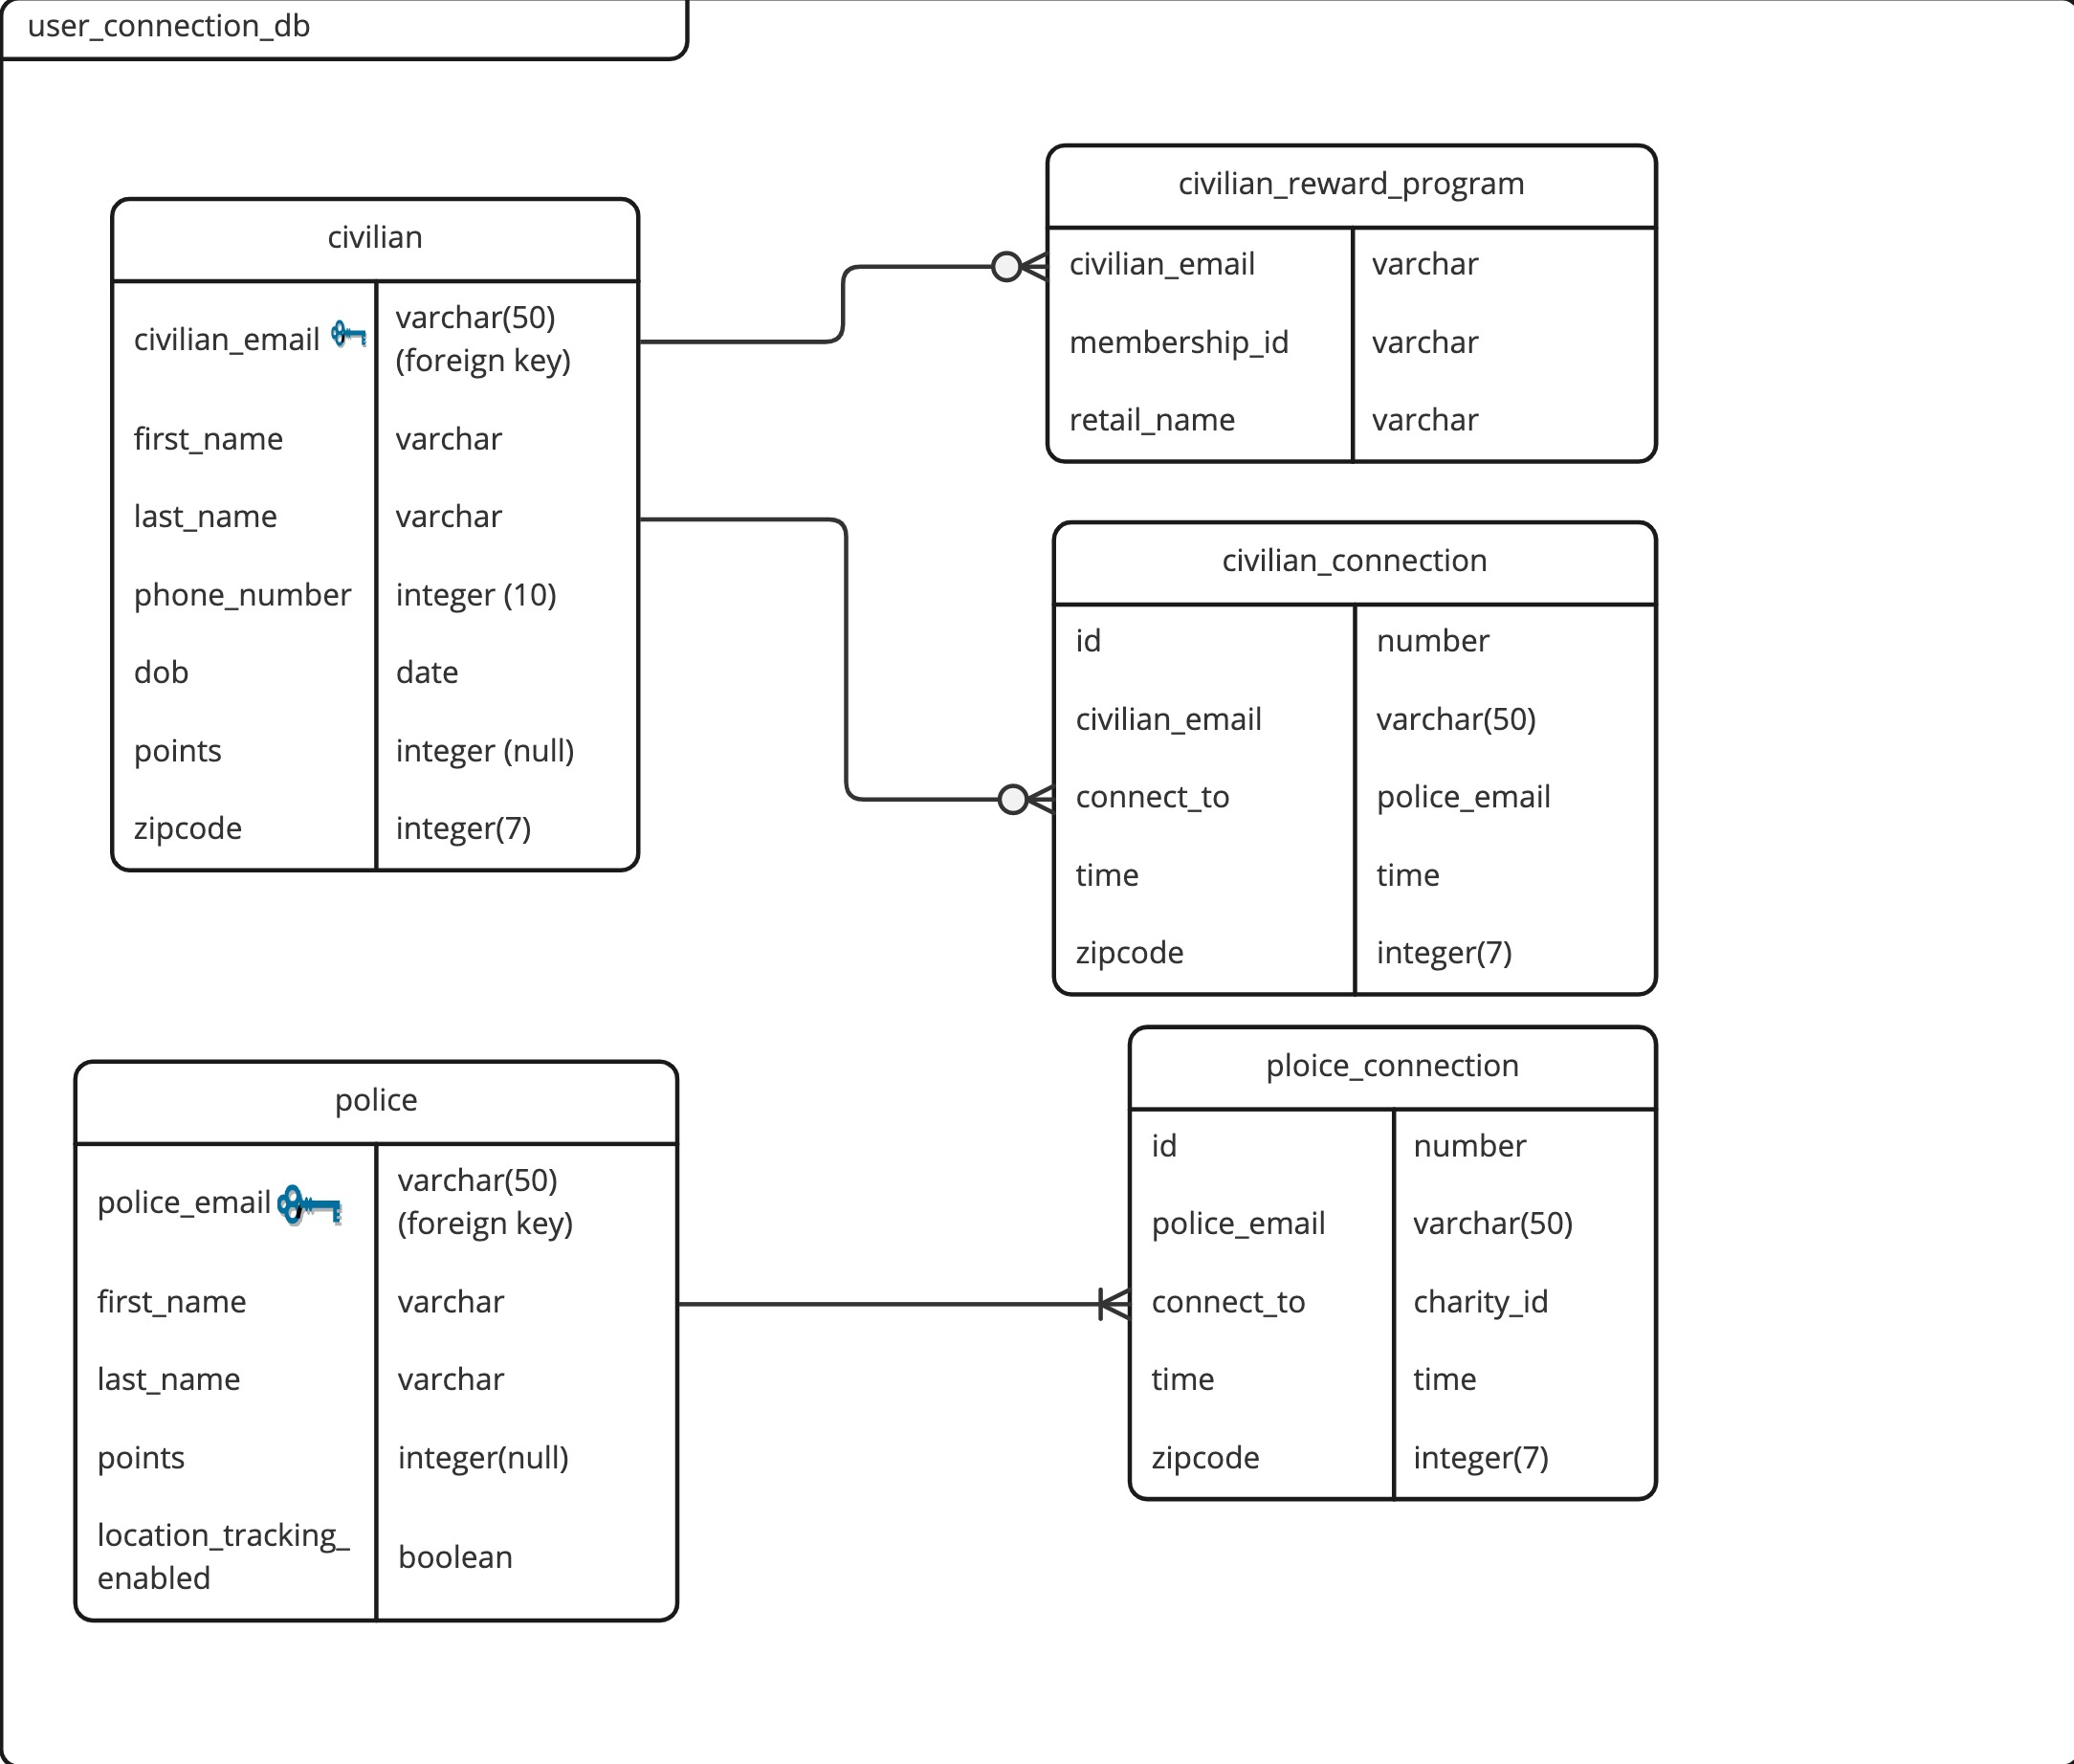 user_connection_db
civilian
civilian_email
varchar(50)
(foreign key)
first_name
varchar
last_name
varchar
phone_number
integer (10)
dob
date
points
integer (null)
zipcode
integer(7)
civilian_reward_program
civilian_email
varchar
membership_id
varchar
retail_name
varchar
civilian_connection
id
number
civilian_email
varchar(50)
connect_to
police_email
time
time
zipcode
integer(7)
police
police_email
varchar(50)
(foreign key)
first_name
varchar
last_name
varchar
points
integer(null)
location_tracking_
enabled
boolean
ploice_connection
id
number
police_email
varchar(50)
connect_to
charity_id
time
time
zipcode
integer(7)